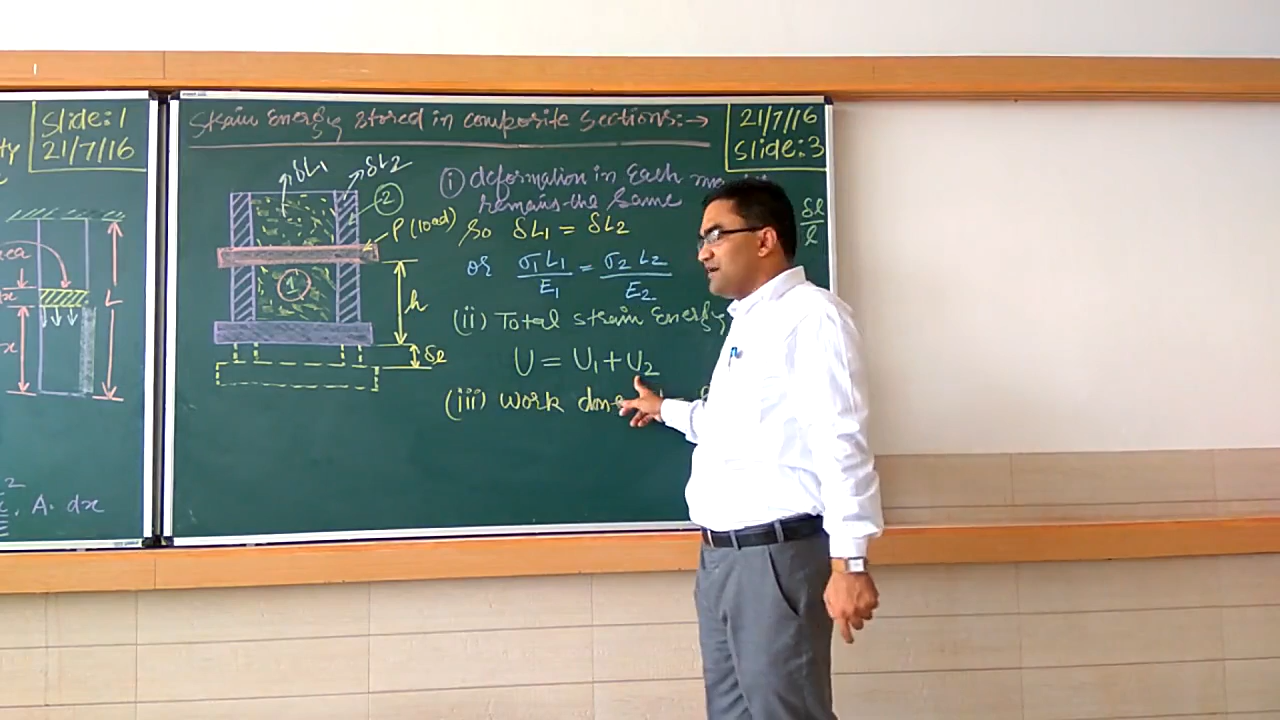 Slide:1
21/7/16
L
x
2
. A. dx
Strain Energy stored in composite Sections:→
21/7/16
Slide:3
δL1
δL2
2
P (load)
1
h
δl
(i) deformation in Each
remains the Same
So δL1 = δL2
or σ1 L1 / E1 = σ2 L2 / E2
δl / l
(ii) Total strain Energy
U = U1 + U2
(iii) work done